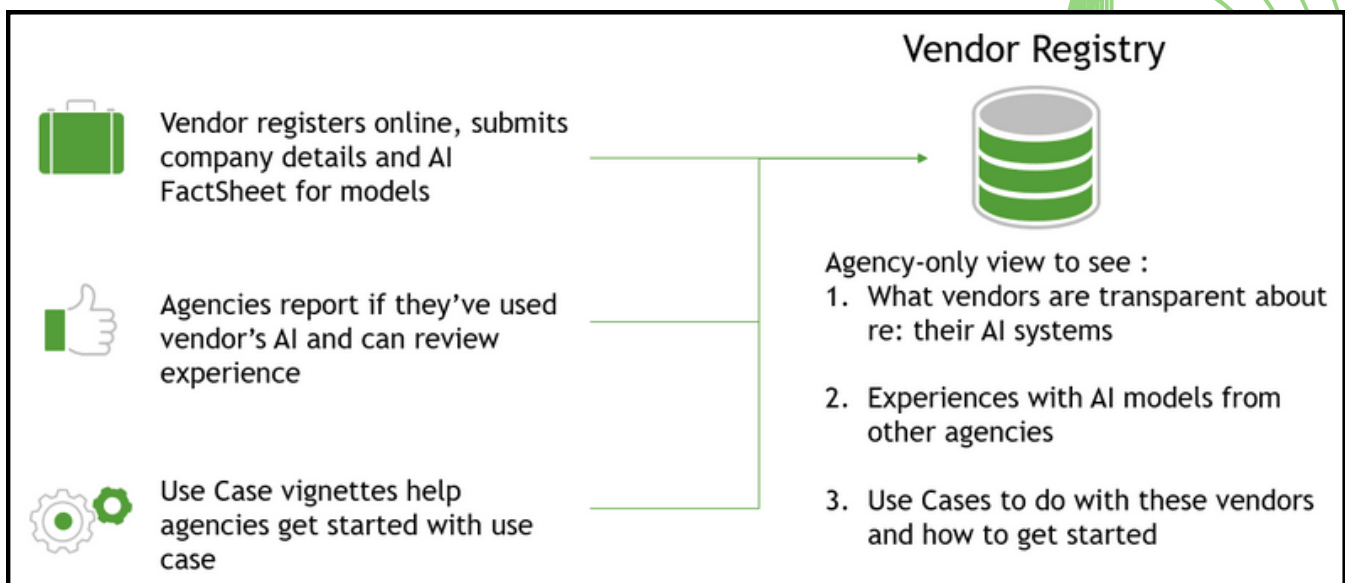 Vendor Registry
Vendor registers online, submits
company details and AI
FactSheet for models
Agencies report if they've used
vendor's AI and can review
experience
Use Case vignettes help
agencies get started with use
case
Agency-only view to see :
1. What vendors are transparent about
re: their AI systems
2. Experiences with AI models from
other agencies
3. Use Cases to do with these vendors
and how to get started